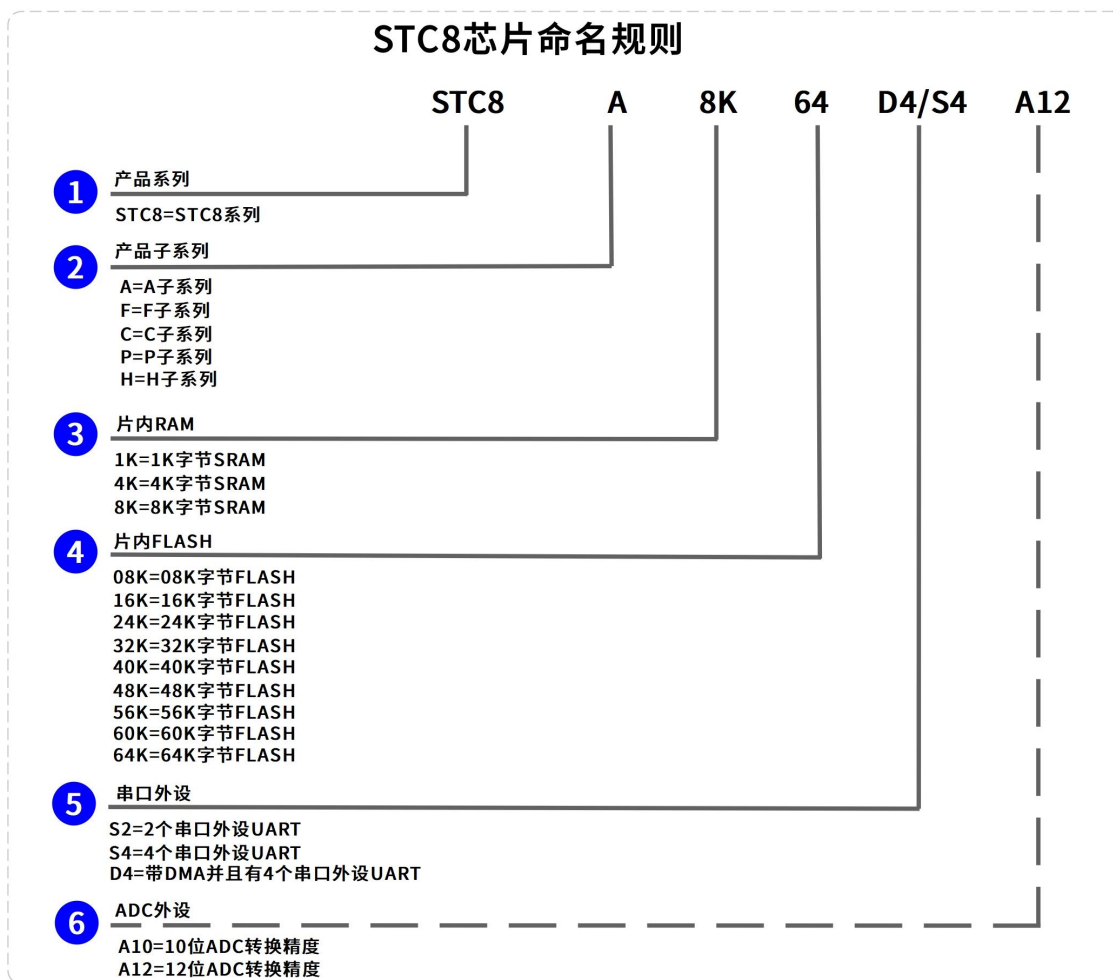 STC8芯片命名规则
STC8 A 8K 64 D4/S4 A12
1 产品系列
STC8=STC8系列
2 产品子系列
A=A子系列
F=F子系列
C=C子系列
P=P子系列
H=H子系列
3 片内RAM
1K=1K字节SRAM
4K=4K字节SRAM
8K=8K字节SRAM
4 片内FLASH
08K=08K字节FLASH
16K=16K字节FLASH
24K=24K字节FLASH
32K=32K字节FLASH
40K=40K字节FLASH
48K=48K字节FLASH
56K=56K字节FLASH
60K=60K字节FLASH
64K=64K字节FLASH
5 串口外设
S2=2个串口外设UART
S4=4个串口外设UART
D4=带DMA并且有4个串口外设UART
6 ADC外设
A10=10位ADC转换精度
A12=12位ADC转换精度